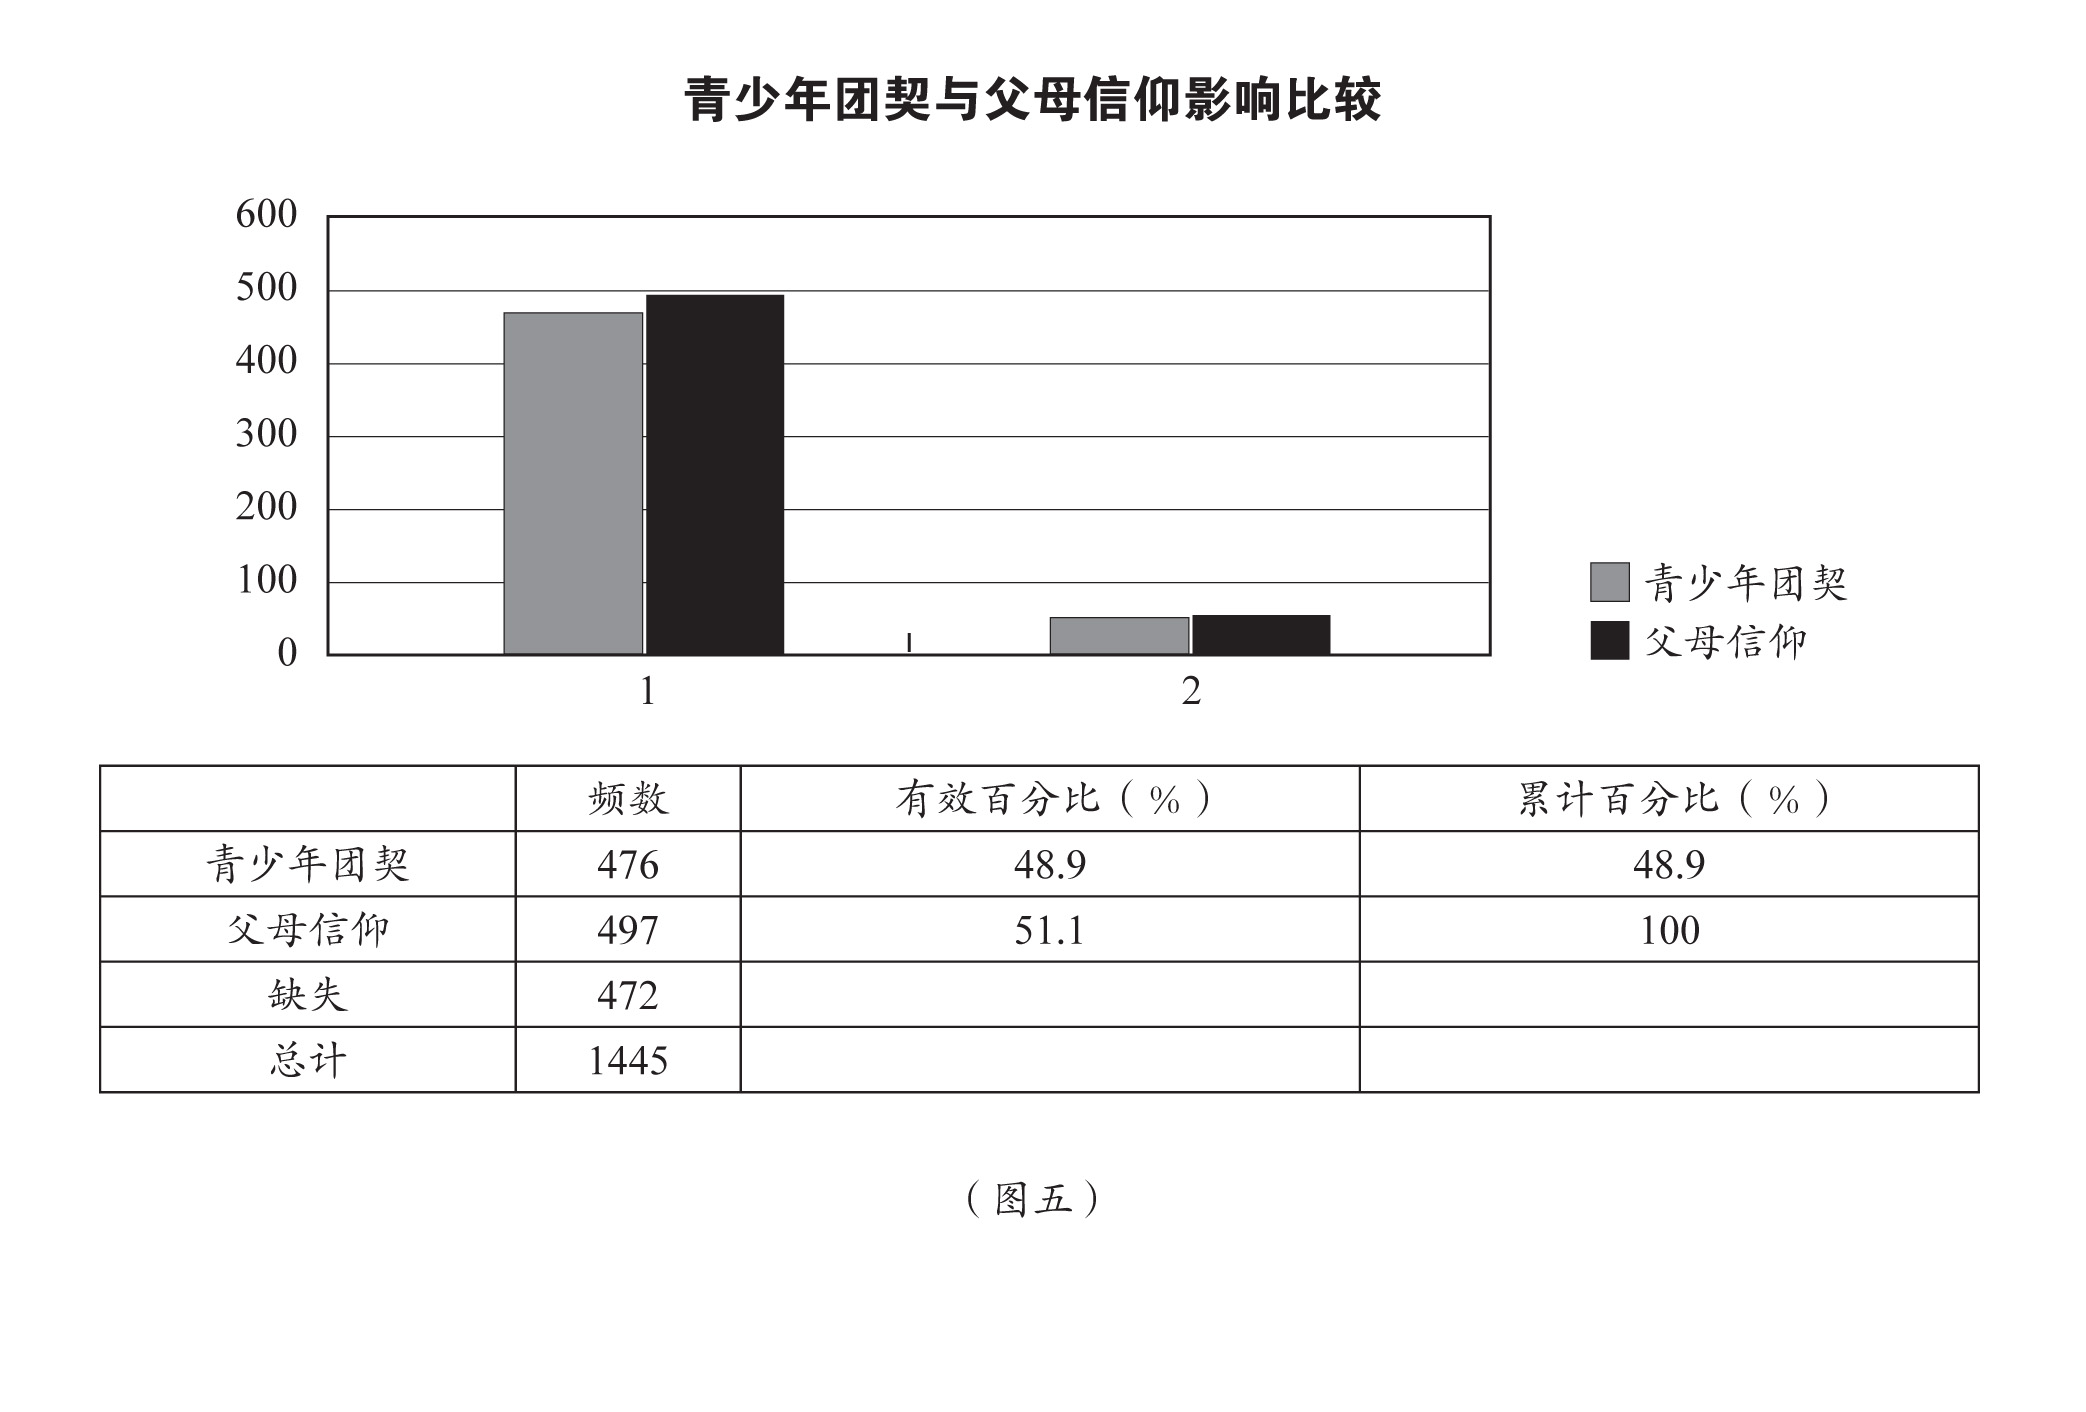 青少年团契与父母信仰影响比较
600
500
400
300
200
100
0
1
2
青少年团契
父母信仰
频数 有效百分比（%） 累计百分比（%）
青少年团契 476 48.9 48.9
父母信仰 497 51.1 100
缺失 472
总计 1445
（图五）